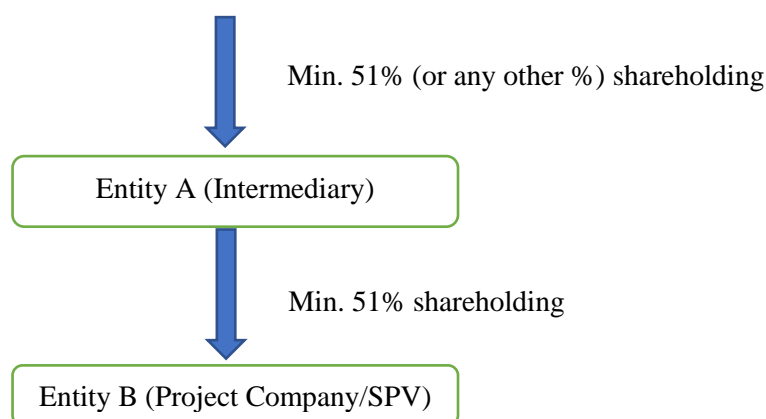 Min. 51% (or any other %) shareholding
Entity A (Intermediary)
Min. 51% shareholding
Entity B (Project Company/SPV)